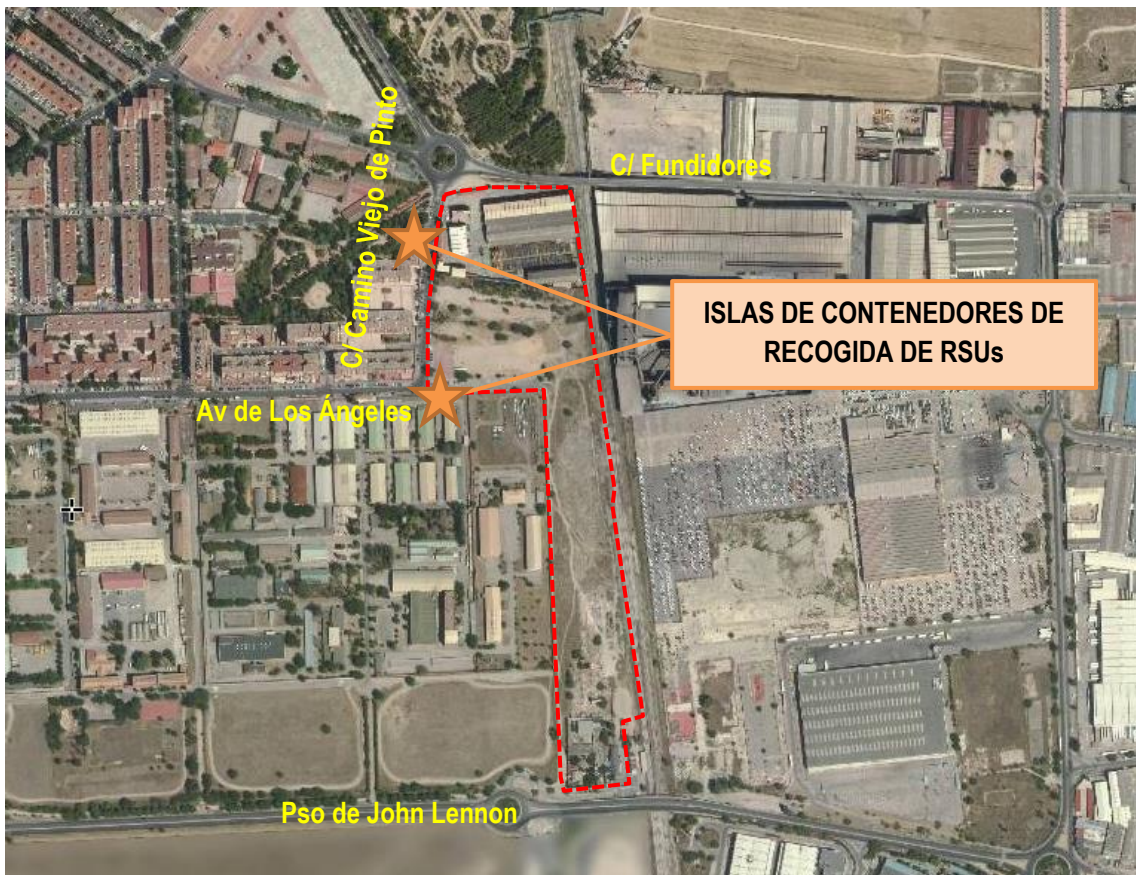 C/ Camino Viejo de Pinto
C/ Fundidores
ISLAS DE CONTENEDORES DE
RECOGIDA DE RSUs
Av de Los Ángeles
Pso de John Lennon